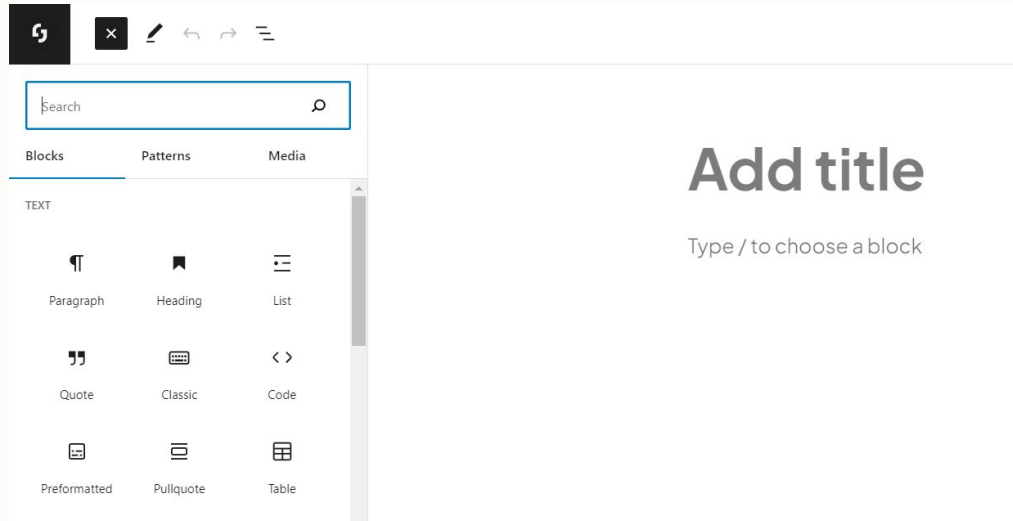 Search
Blocks Patterns Media
TEXT
Paragraph Heading List
Quote Classic Code
Preformatted Pullquote Table
Add title
Type / to choose a block